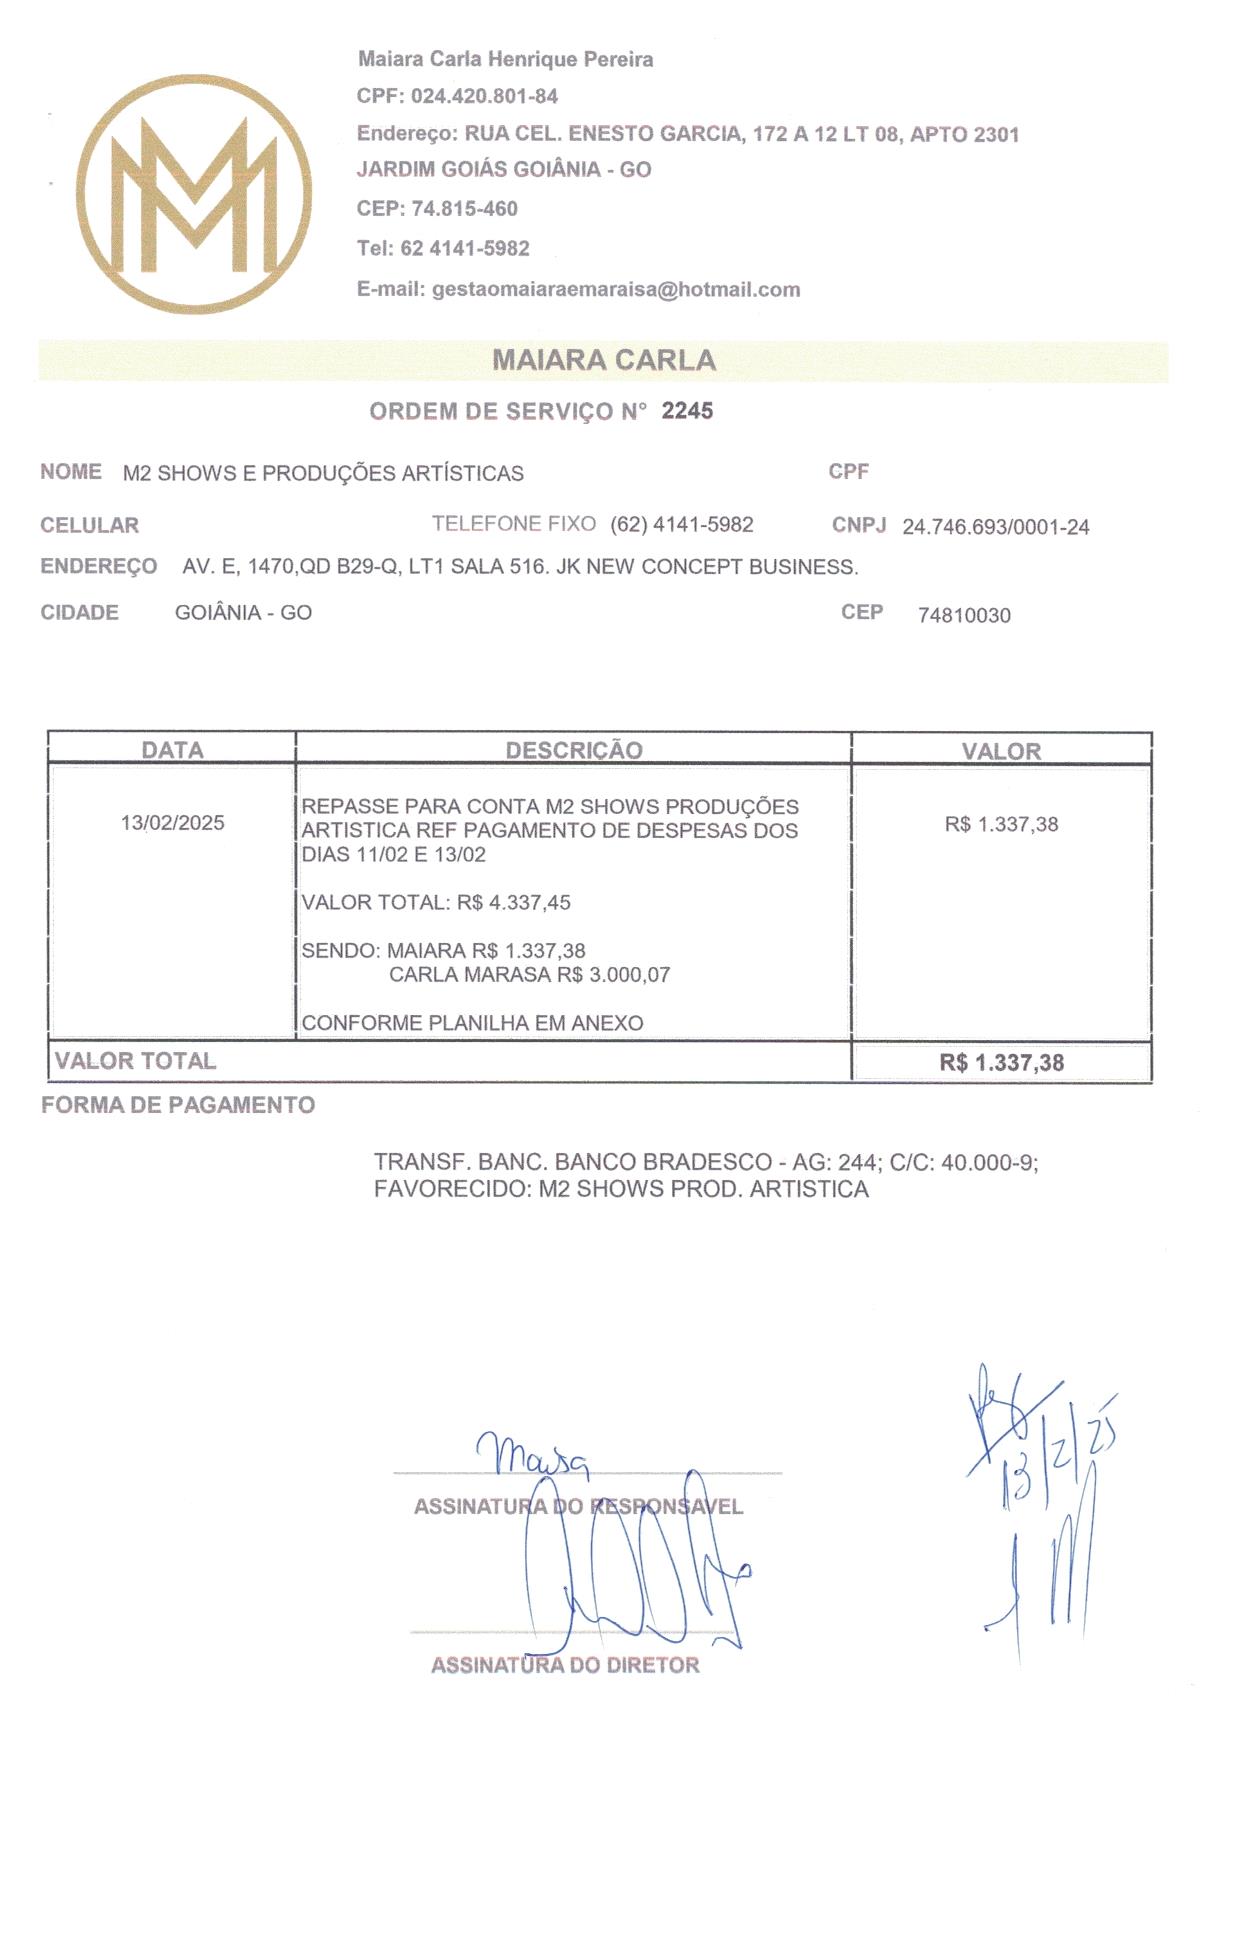 Maiara Carla Henrique Pereira
CPF: 024.420.801-84
Endereço: RUA CEL. ENESTO GARCIA, 172 A 12 LT 08, APTO 2301
JARDIM GOIÁS GOIÂNIA - GO
CEP: 74.815-460
Tel: 62 4141-5982
E-mail: gestaomaiaraemaraisa@hotmail.com
MAIARA CARLA
ORDEM DE SERVIÇO N° 2245
NOME M2 SHOWS E PRODUÇÕES ARTÍSTICAS CPF
CELULAR TELEFONE FIXO (62) 4141-5982 CNPJ 24.746.693/0001-24
ENDEREÇO AV. E, 1470,QD B29-Q, LT1 SALA 516. JK NEW CONCEPT BUSINESS.
CIDADE GOIÂNIA - GO CEP 74810030
DATA DESCRIÇÃO VALOR
13/02/2025 REPASSE PARA CONTA M2 SHOWS PRODUÇÕES R$ 1.337,38
ARTISTICA REF PAGAMENTO DE DESPESAS DOS
DIAS 11/02 E 13/02
VALOR TOTAL: R$ 4.337,45
SENDO: MAIARA R$ 1.337,38
CARLA MARASA R$ 3.000,07
CONFORME PLANILHA EM ANEXO
VALOR TOTAL R$ 1.337,38
FORMA DE PAGAMENTO
TRANSF. BANC. BANCO BRADESCO - AG: 244; C/C: 40.000-9;
FAVORECIDO: M2 SHOWS PROD. ARTISTICA
13/2/25
ASSINATURA DO RESPONSAVEL
ASSINATURA DO DIRETOR